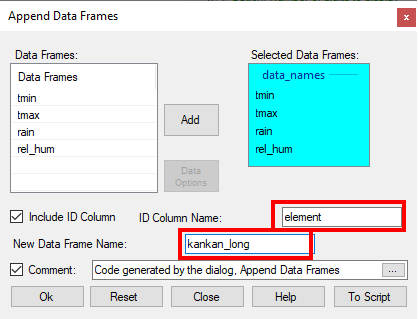 Append Data Frames
x
Data Frames:
Selected Data Frames:
Data Frames
tmin
tmax
rain
rel_hum
Add
Data Options
data_names
tmin
tmax
rain
rel_hum
Include ID Column
ID Column Name:
element
New Data Frame Name:
kankan_long
Comment:
Code generated by the dialog, Append Data Frames
...
Ok
Reset
Close
Help
To Script